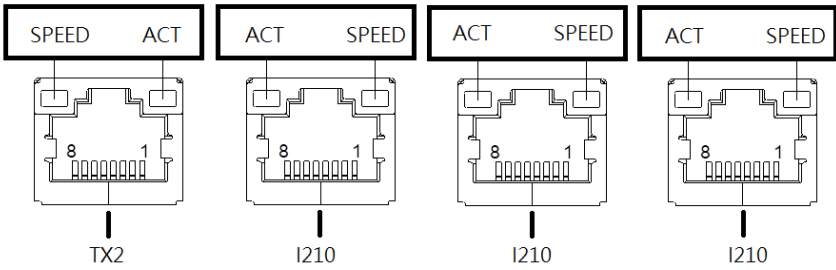 SPEED ACT ACT SPEED ACT SPEED ACT SPEED
8 1 8 1 8 1 8 1
TX2 I210 I210 I210